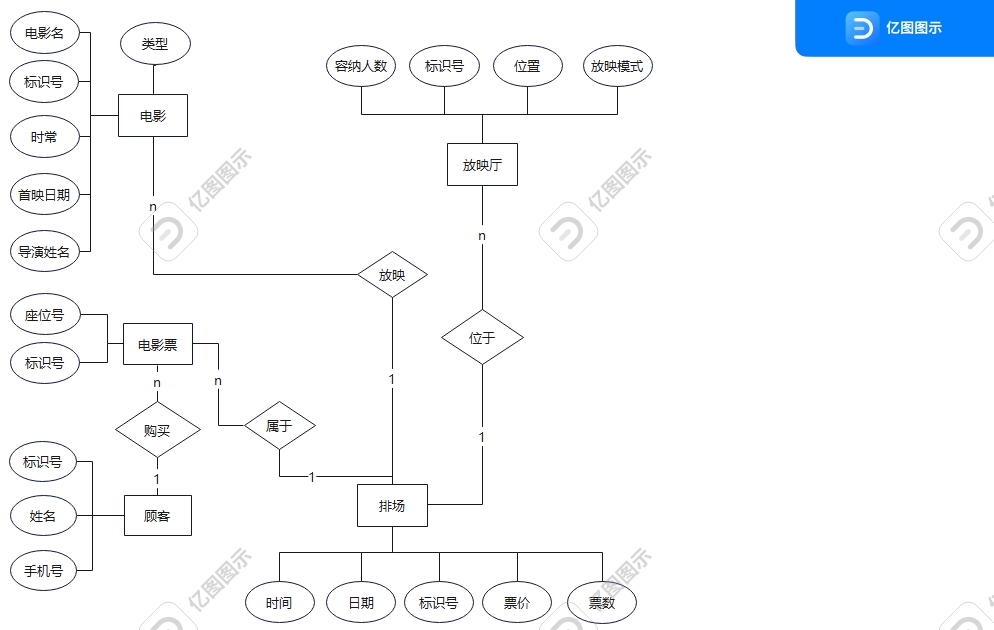 亿图图示
电影名
类型
标识号
时常
首映日期
导演姓名
电影
容纳人数
标识号
位置
放映模式
放映厅
亿图图示
亿图图示
n
n
放映
位于
座位号
标识号
电影票
n
n
1
购买
属于
1
1
1
标识号
姓名
手机号
顾客
排场
亿图图示
亿图图示
时间
日期
标识号
票价
票数